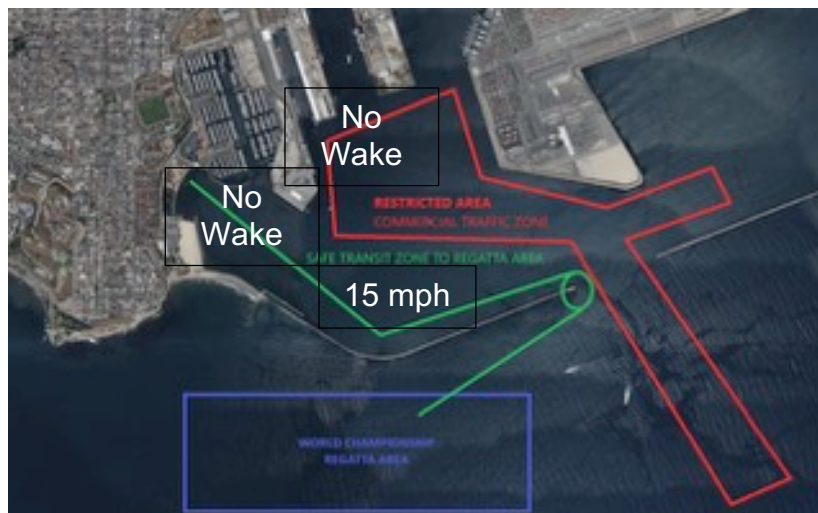 No
Wake
No
Wake
RESTRICTED AREA
COMMERCIAL TRAFFIC ZONE
SAFE TRANSIT ZONE TO REGATTA AREA
15 mph
WORLD CHAMPIONSHIP
REGATTA AREA